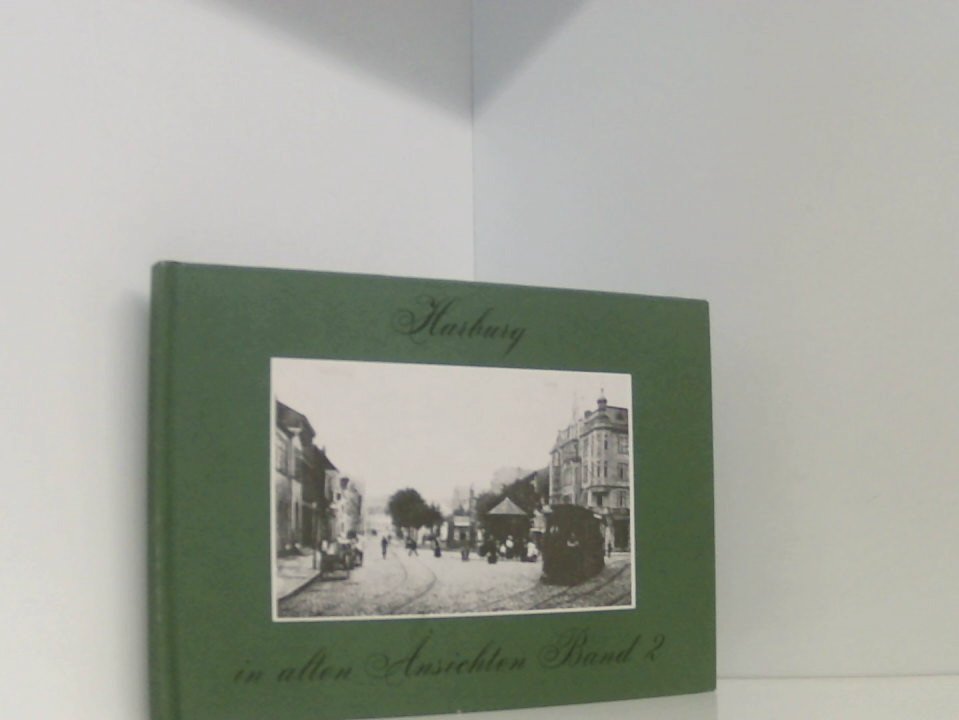 Harburg
in alten Ansichten Band 2